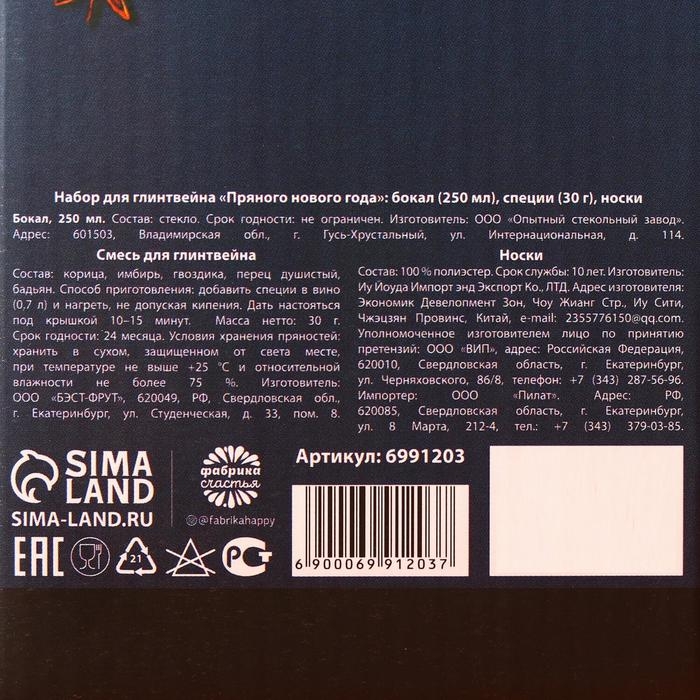 Набор для глинтвейна «Пряного нового года»: бокал (250 мл), специи (30 г), носки
Бокал, 250 мл. Состав: стекло. Срок годности: не ограничен. Изготовитель: ООО «Опытный стекольный завод».
Адрес: 601503, Владимирская обл., г. Гусь-Хрустальный, ул. Интернациональная, д. 114.
Смесь для глинтвейна
Состав: корица, имбирь, гвоздика, перец душистый,
бадьян. Способ приготовления: добавить специи в вино
(0,7 л) и нагреть, не допуская кипения. Дать настояться
под крышкой 10–15 минут. Масса нетто: 30 г.
Срок годности: 24 месяца. Условия хранения пряностей:
хранить в сухом, защищенном от света месте,
при температуре не выше +25 °С и относительной
влажности не более 75 %. Изготовитель:
ООО «БЭСТ-ФРУТ», 620049, РФ, Свердловская обл.,
г. Екатеринбург, ул. Студенческая, д. 33, пом. 8.
Носки
Состав: 100 % полиэстер. Срок службы: 10 лет. Изготовитель:
Иу Йоуда Импорт энд Экспорт Ко., ЛТД. Адрес изготовителя:
Экономик Девелопмент Зон, Чоу Жианг Стр., Иу Сити,
Чжэцзян Провинс, Китай, e-mail: 2355776150@qq.com.
Уполномоченное изготовителем лицо по принятию
претензий: ООО «ВИП», адрес: Российская Федерация,
620010, Свердловская область, г. Екатеринбург,
ул. Черняховского, 86/8, телефон: +7 (343) 287-56-96.
Импортер: ООО «Пилат». Адрес: РФ,
620085, Свердловская область, г. Екатеринбург,
ул. 8 Марта, 212-4, тел.: +7 (343) 379-03-85.
SIMA
LAND
SIMA-LAND.RU
фабрика
счастья
@fabrikahappy
Артикул: 6991203
6 900069 912037
EAC
21
РСТ